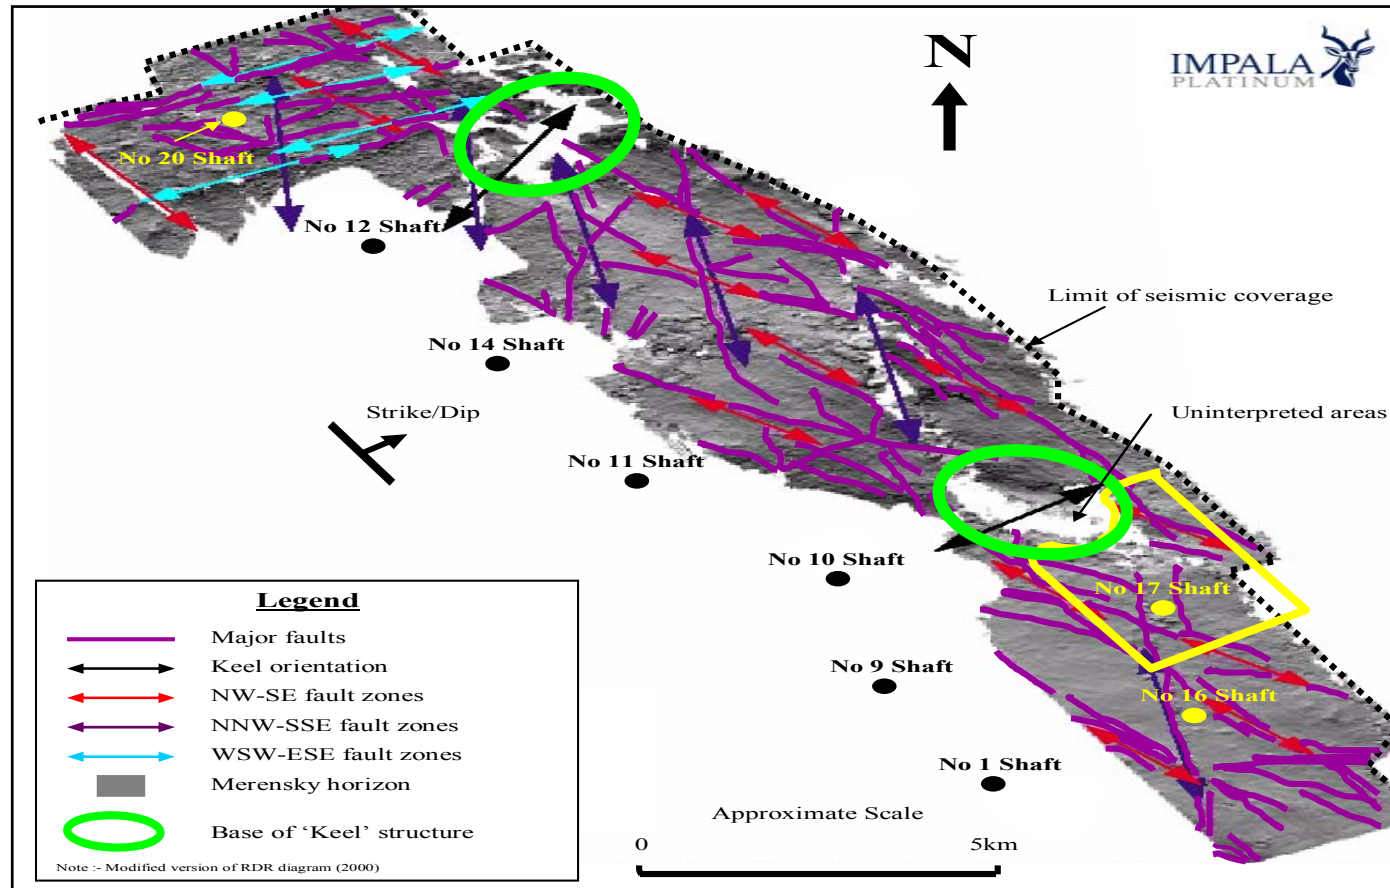 N
IMPALA
PLATINUM
No 20 Shaft
No 12 Shaft
Limit of seismic coverage
No 14 Shaft
Strike/Dip
Uninterpreted areas
No 11 Shaft
No 10 Shaft
No 17 Shaft
No 9 Shaft
No 16 Shaft
No 1 Shaft
Approximate Scale
0 5km
Legend
Major faults
Keel orientation
NW-SE fault zones
NNW-SSE fault zones
WSW-ESE fault zones
Merensky horizon
Base of ‘Keel’ structure
Note :- Modified version of RDR diagram (2000)